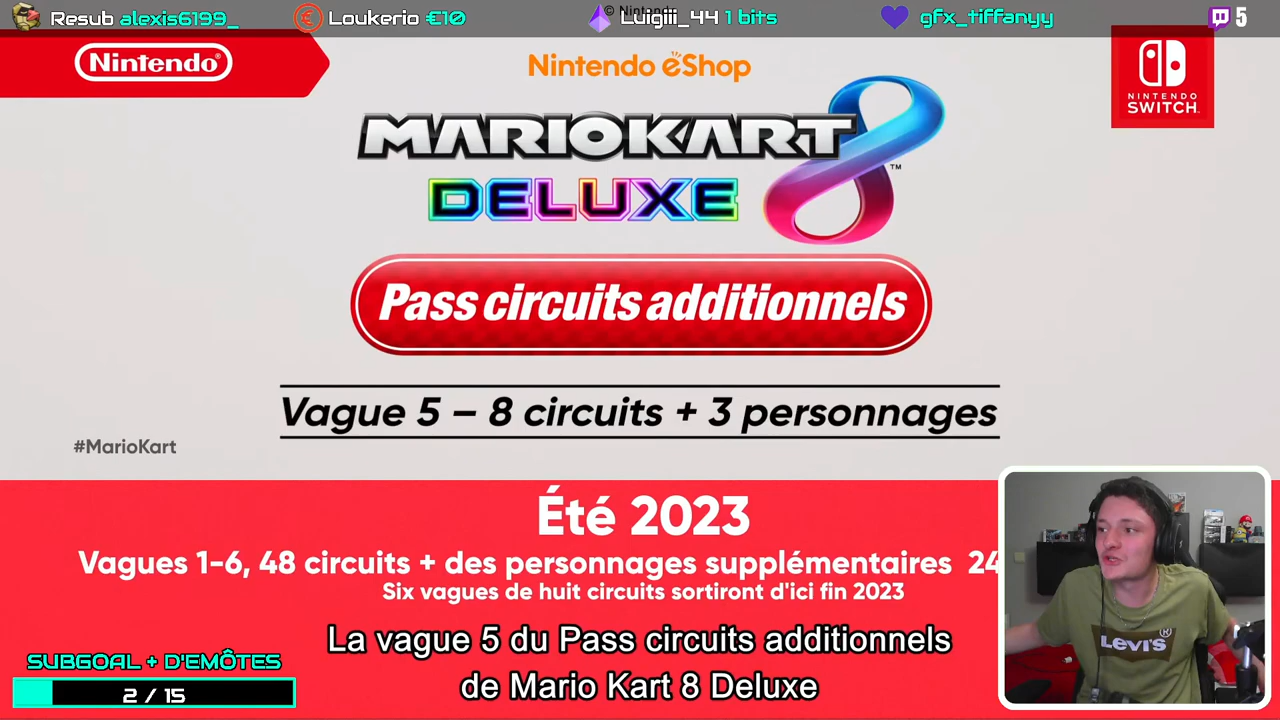 Resub alexis6199_
Loukerio €10
Luigiii_44 1 bits
gfx_tiffanyy
5
© Nintendo
Nintendo®
Nintendo eShop
NINTENDO
SWITCH™
MARIOKART 8™
DELUXE
Pass circuits additionnels
Vague 5 – 8 circuits + 3 personnages
#MarioKart
Été 2023
Vagues 1-6, 48 circuits + des personnages supplémentaires 24
Six vagues de huit circuits sortiront d'ici fin 2023
La vague 5 du Pass circuits additionnels
de Mario Kart 8 Deluxe
SUBGOAL + D'EMÔTES
2 / 15
LEVI'S®